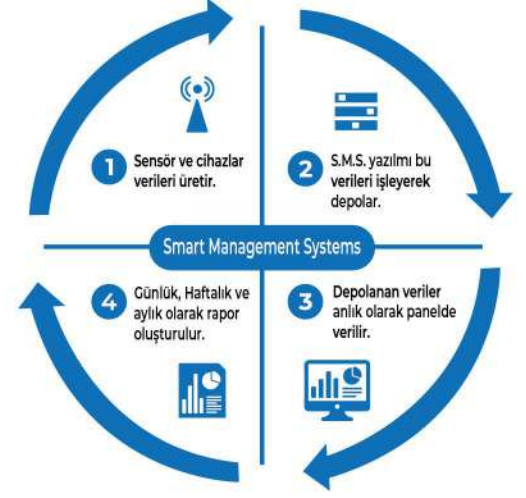 1
Sensör ve cihazlar
verileri üretir.
2
S.M.S. yazılmı bu
verileri işleyerek
depolar.
Smart Management Systems
4
Günlük, Haftalık ve
aylık olarak rapor
oluşturulur.
3
Depolanan veriler
anlık olarak panelde
verilir.